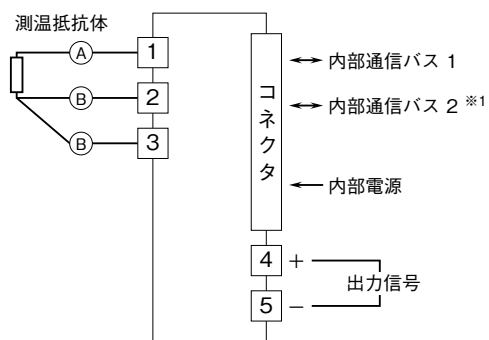 測温抵抗体
A
1
B
2
B
3
コネクタ
内部通信バス 1
内部通信バス 2 ※1
内部電源
4 +
出力信号
5 −